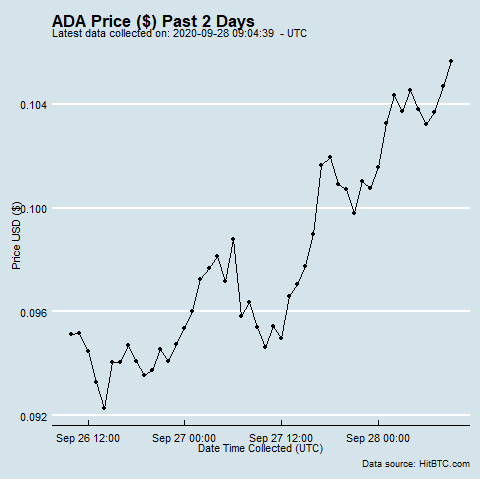 ADA Price ($) Past 2 Days
Latest data collected on: 2020-09-28 09:04:39 - UTC
0.104
0.100
0.096
0.092
Price USD ($)
Sep 26 12:00 Sep 27 00:00 Sep 27 12:00 Sep 28 00:00
Date Time Collected (UTC)
Data source: HitBTC.com